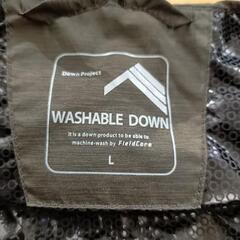 Down Project
WASHABLE DOWN
It is a down product to be able to
machine-wash by FieldCore
L